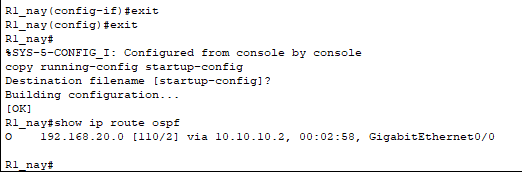 R1_nay(config-if)#exit
R1_nay(config)#exit
R1_nay#
%SYS-5-CONFIG_I: Configured from console by console
copy running-config startup-config
Destination filename [startup-config]?
Building configuration...
[OK]
R1_nay#show ip route ospf
O    192.168.20.0 [110/2] via 10.10.10.2, 00:02:58, GigabitEthernet0/0
R1_nay#